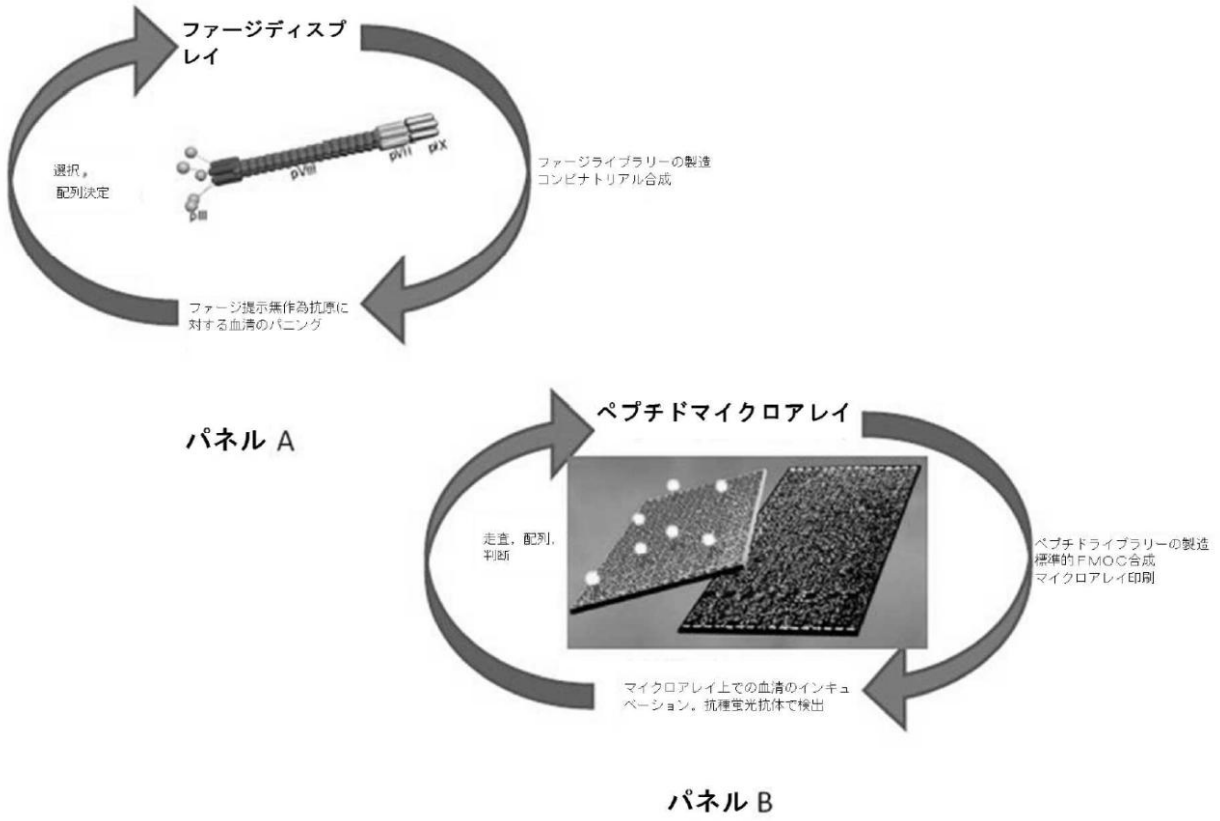 ファージディスプ
レイ
選択。
配列決定
pIII
pVIII
pVII
pIX
ファージライブラリーの製造
コンビナトリアル合成
ファージ提示無作為抗原に
対する血清のパニング
パネル A
ペプチドマイクロアレイ
走査，配列，
判断
ペプチドライブラリーの製造
標準的FMOC合成
マイクロアレイ印刷
マイクロアレイ上での血清のインキュ
ベーション。抗種蛍光抗体で検出
パネル B